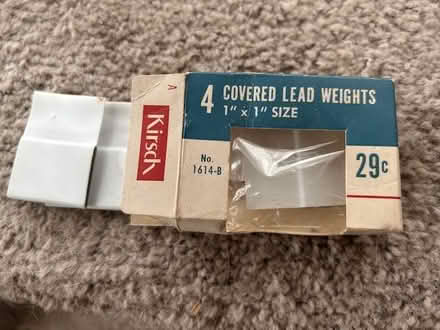 A
Kirsch
4 COVERED LEAD WEIGHTS
1" x 1" SIZE
No.
1614-B
29c